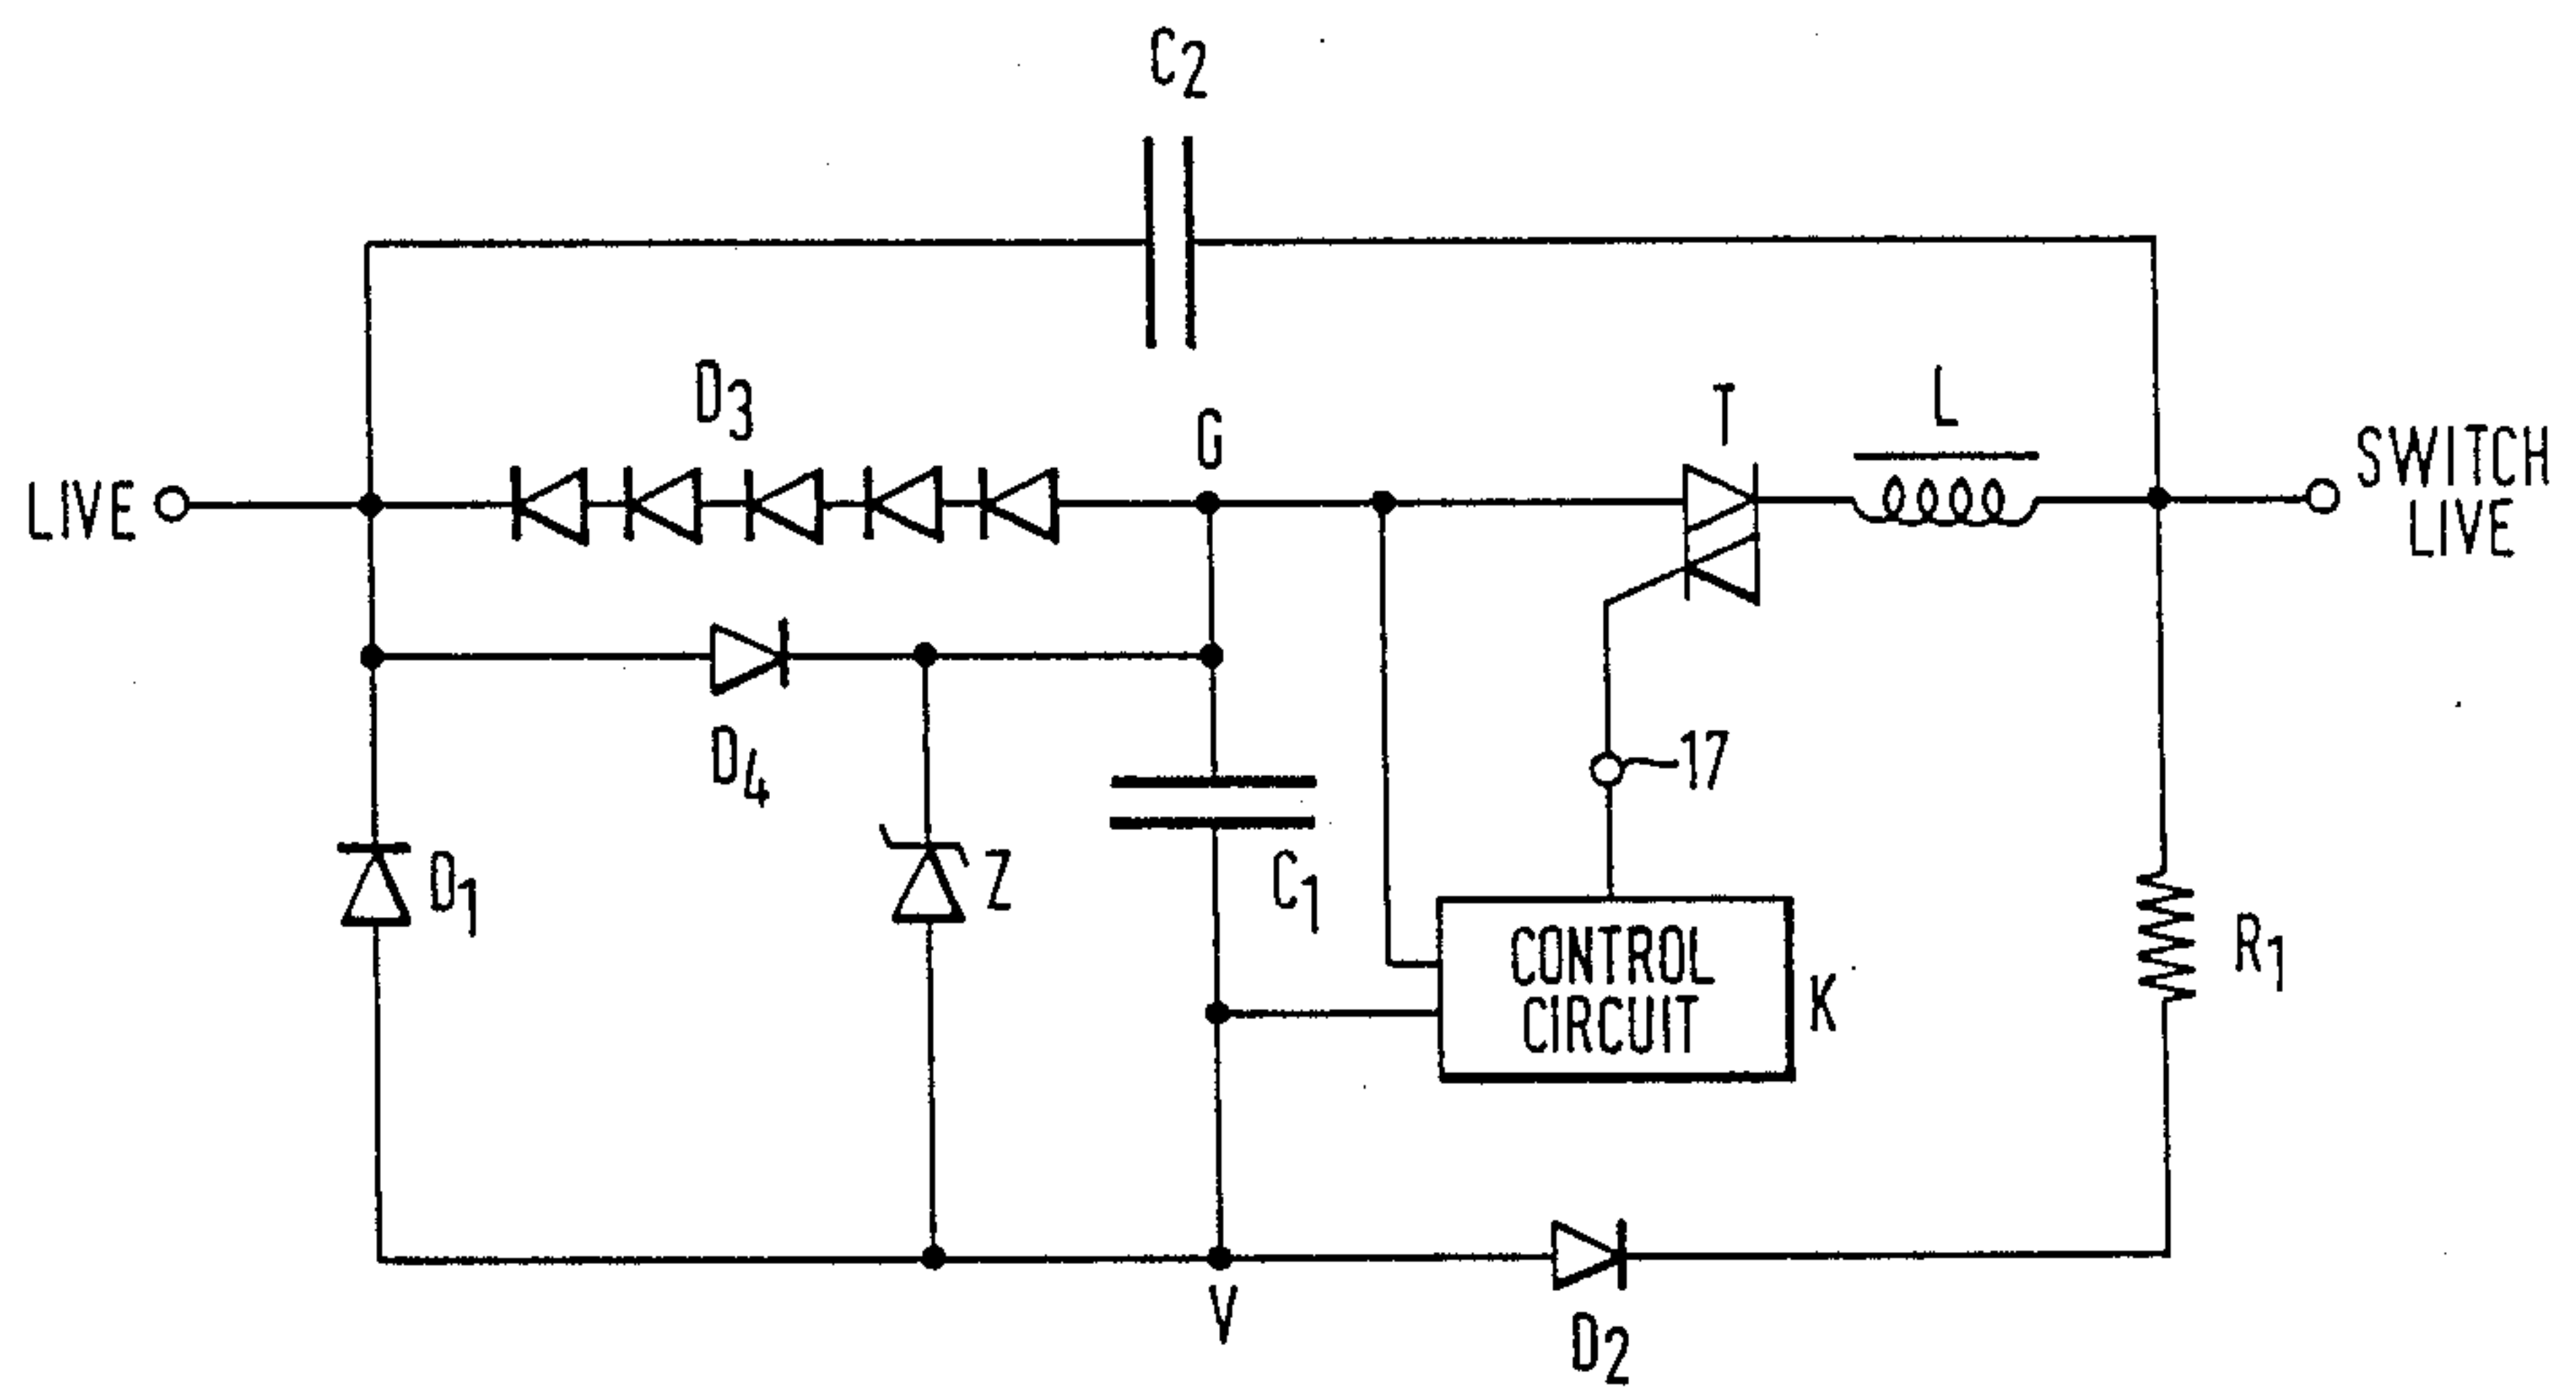 C2
D3
G
T
L
LIVE
SWITCH
LIVE
D4
17
D1
Z
C1
CONTROL
CIRCUIT
K
R1
V
D2